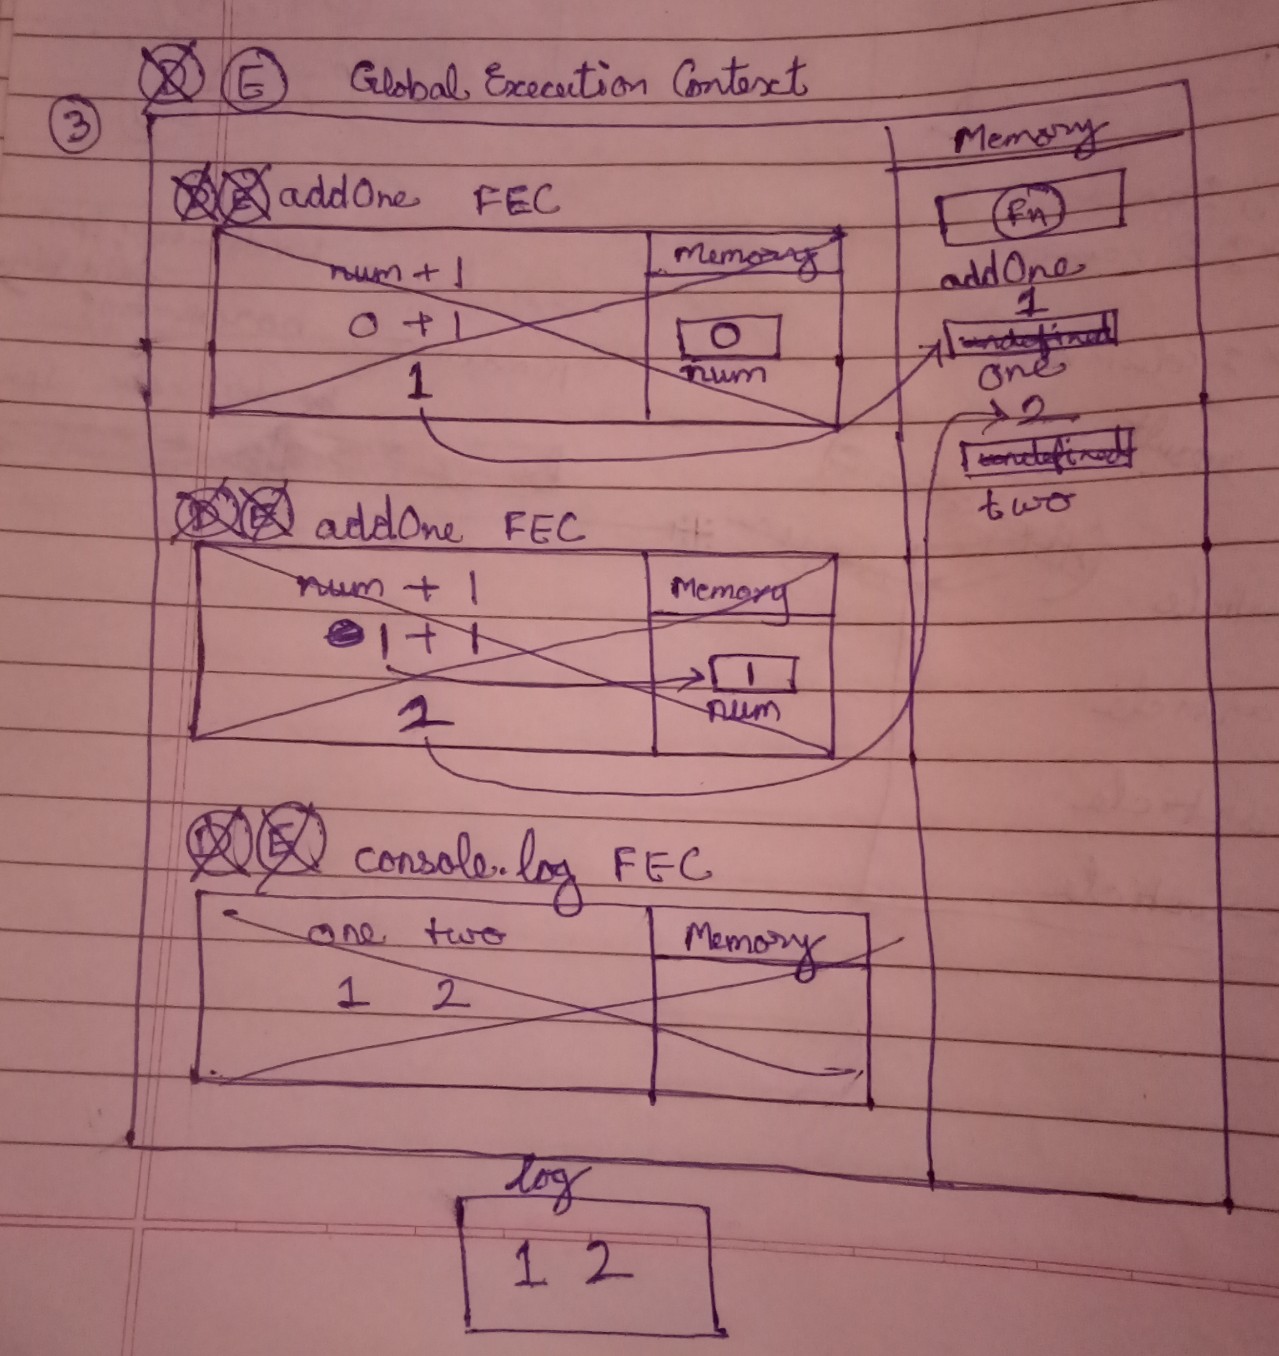 D E Global Execution Context
3
Memory
Fn
addOne
1
undefined
one
2
undefined
two
D E addOne FEC
num + 1
0 + 1
1
Memory
0
num
D E addOne FEC
num + 1
1 + 1
2
Memory
1
num
D E console.log FEC
one two
1 2
Memory
log
1 2